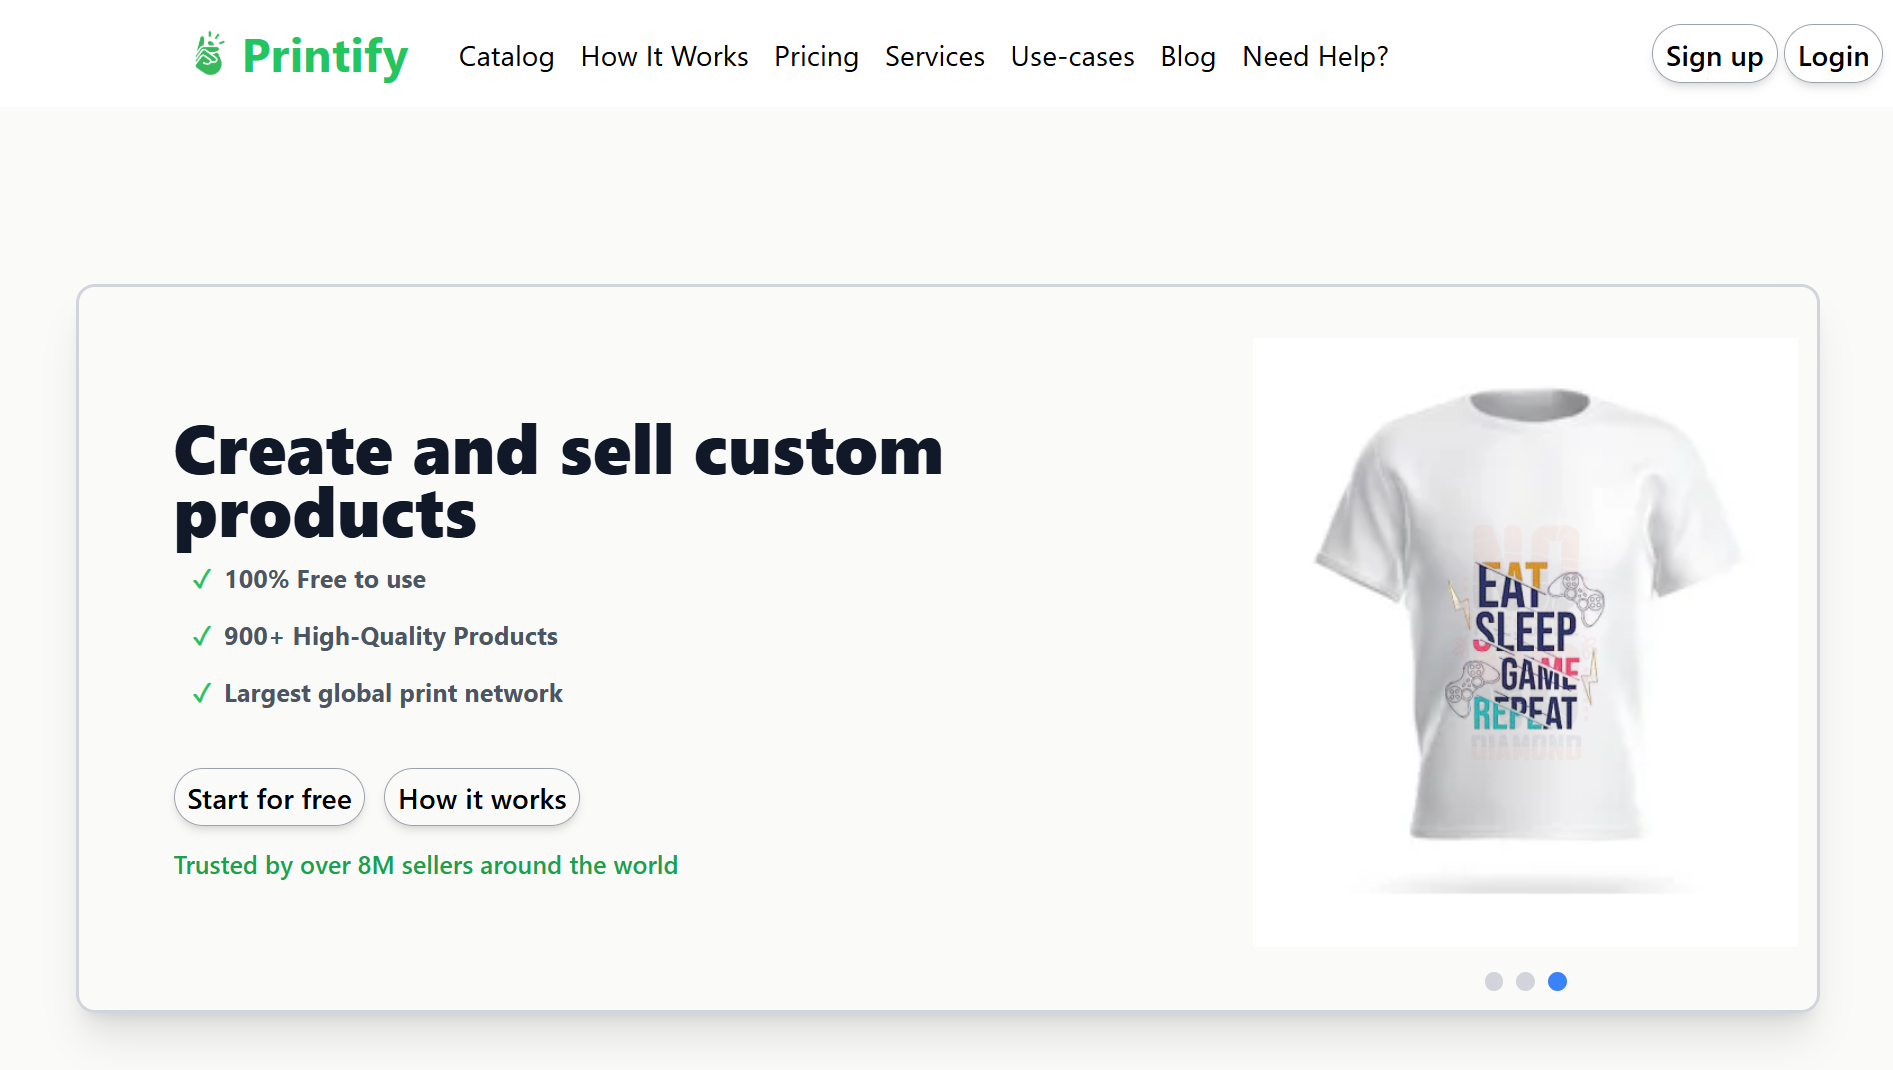 Printify
Catalog How It Works Pricing Services Use-cases Blog Need Help?
Sign up Login
Create and sell custom
products
✓ 100% Free to use
✓ 900+ High-Quality Products
✓ Largest global print network
Start for free How it works
Trusted by over 8M sellers around the world
NO
EAT
SLEEP
GAME
REPEAT
DIAMOND